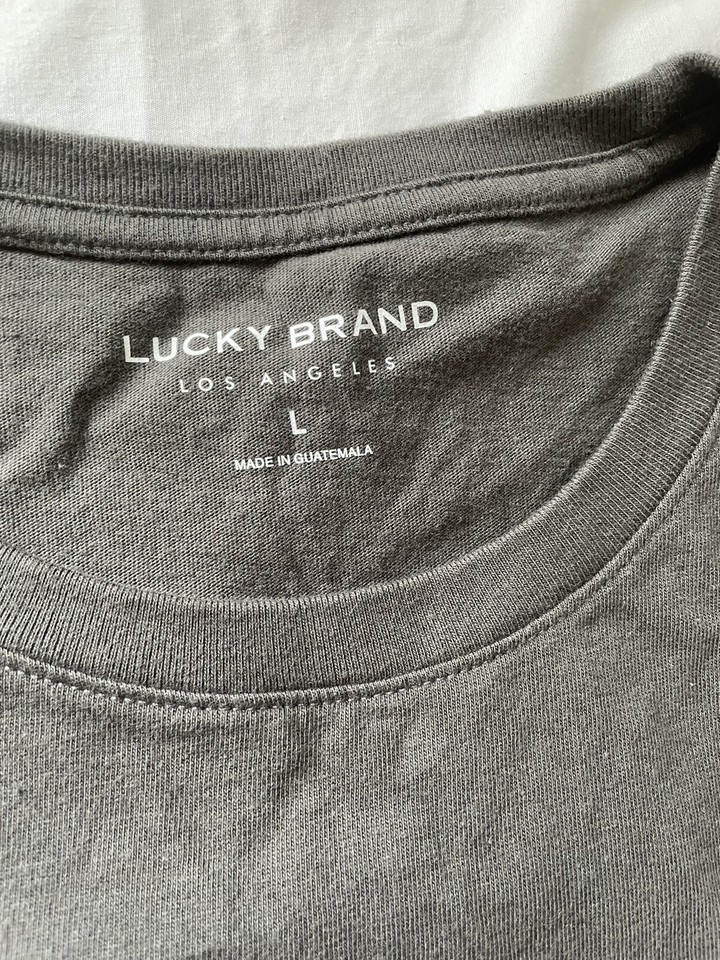 LUCKY BRAND
LOS ANGELES
L
MADE IN GUATEMALA